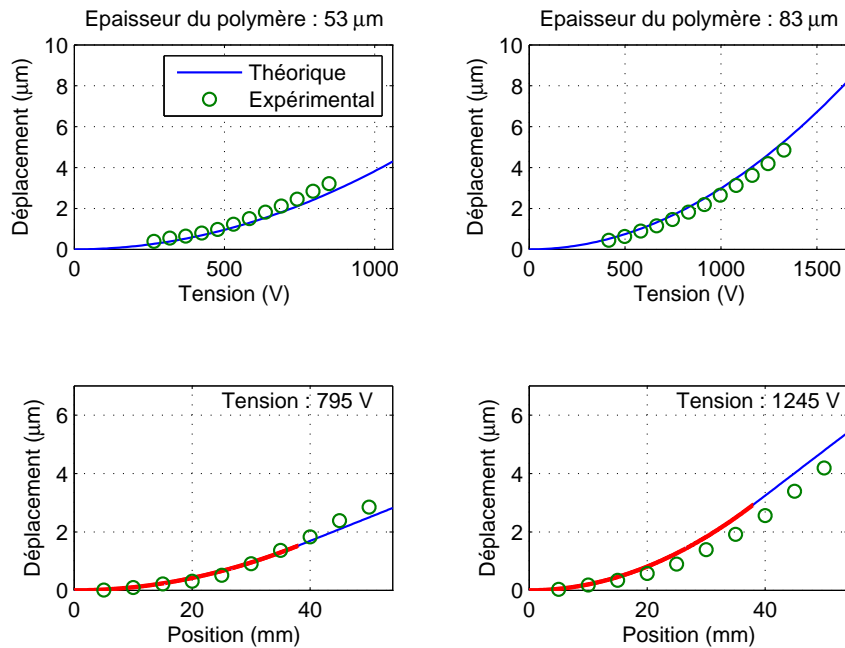 Epaisseur du polymère : 53 μm
10
8
6
4
2
0
Déplacement (μm)
Théorique
Expérimental
0 500 1000
Tension (V)
Epaisseur du polymère : 83 μm
10
8
6
4
2
0
Déplacement (μm)
0 500 1000 1500
Tension (V)
Tension : 795 V
6
4
2
0
Déplacement (μm)
0 20 40
Position (mm)
Tension : 1245 V
6
4
2
0
Déplacement (μm)
0 20 40
Position (mm)